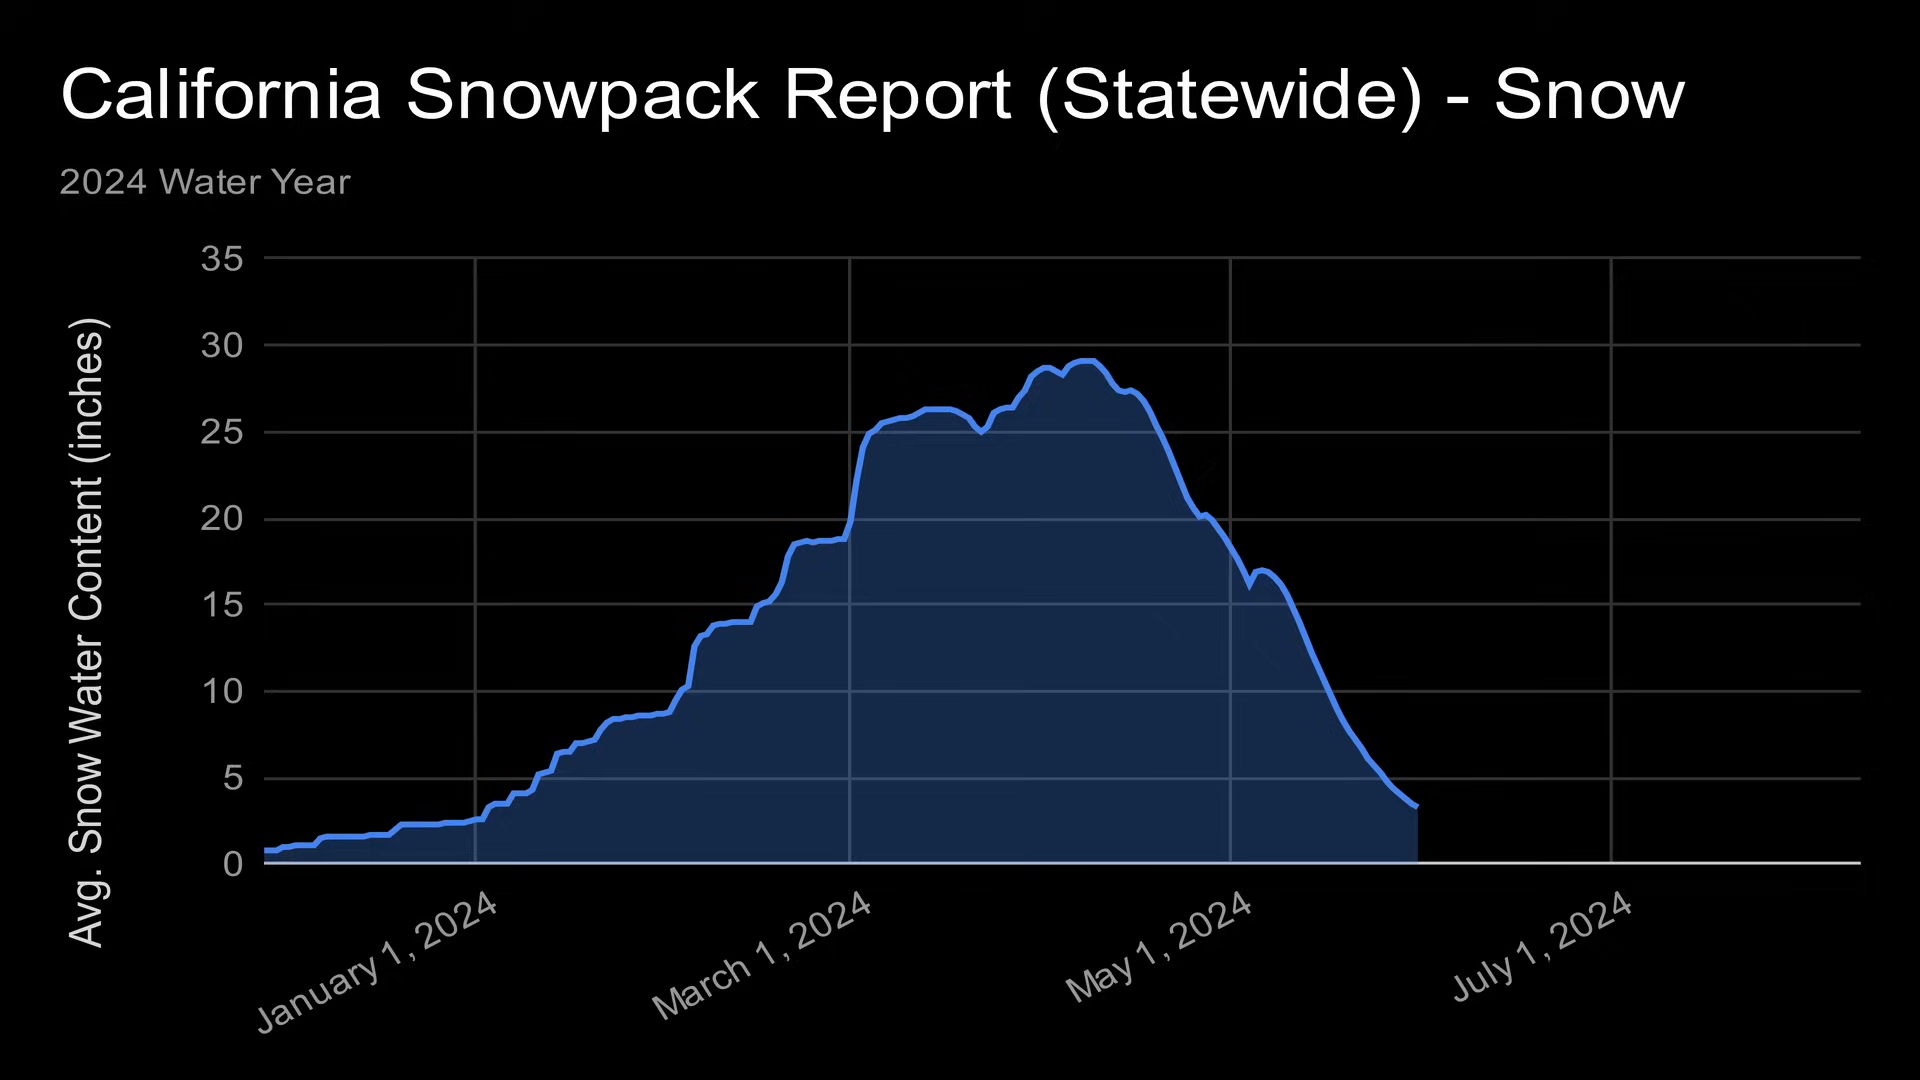 California Snowpack Report (Statewide) - Snow
2024 Water Year
Avg. Snow Water Content (inches)
35
30
25
20
15
10
5
0
January 1, 2024
March 1, 2024
May 1, 2024
July 1, 2024